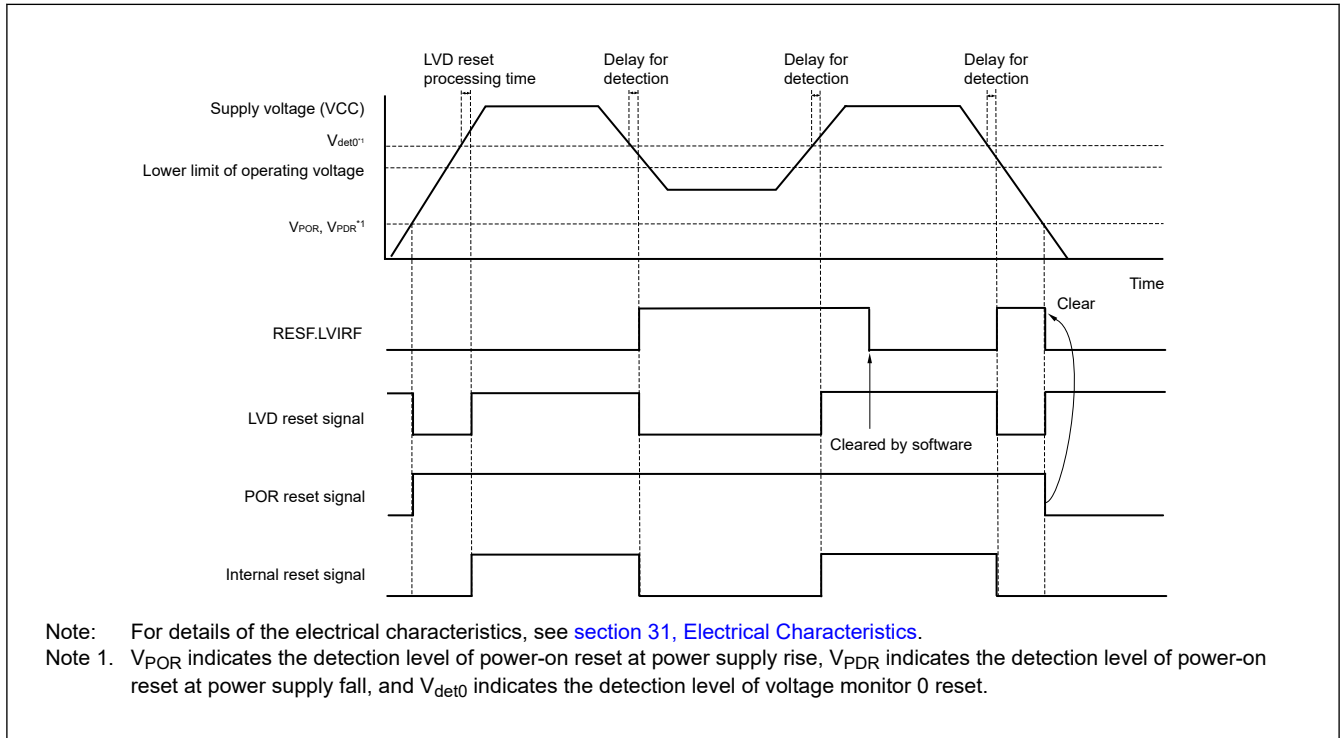 LVD reset
processing time
Delay for
detection
Delay for
detection
Delay for
detection
Supply voltage (VCC)
Vdet0*1
Lower limit of operating voltage
VPOR, VPDR*1
Time
Clear
RESF.LVIRF
LVD reset signal
Cleared by software
POR reset signal
Internal reset signal
Note: For details of the electrical characteristics, see section 31, Electrical Characteristics.
Note 1. VPOR indicates the detection level of power-on reset at power supply rise, VPDR indicates the detection level of power-on
reset at power supply fall, and Vdet0 indicates the detection level of voltage monitor 0 reset.